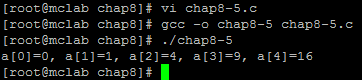 [root@mclab chap8]# vi chap8-5.c
[root@mclab chap8]# gcc -o chap8-5 chap8-5.c
[root@mclab chap8]# ./chap8-5
a[0]=0, a[1]=1, a[2]=4, a[3]=9, a[4]=16
[root@mclab chap8]#